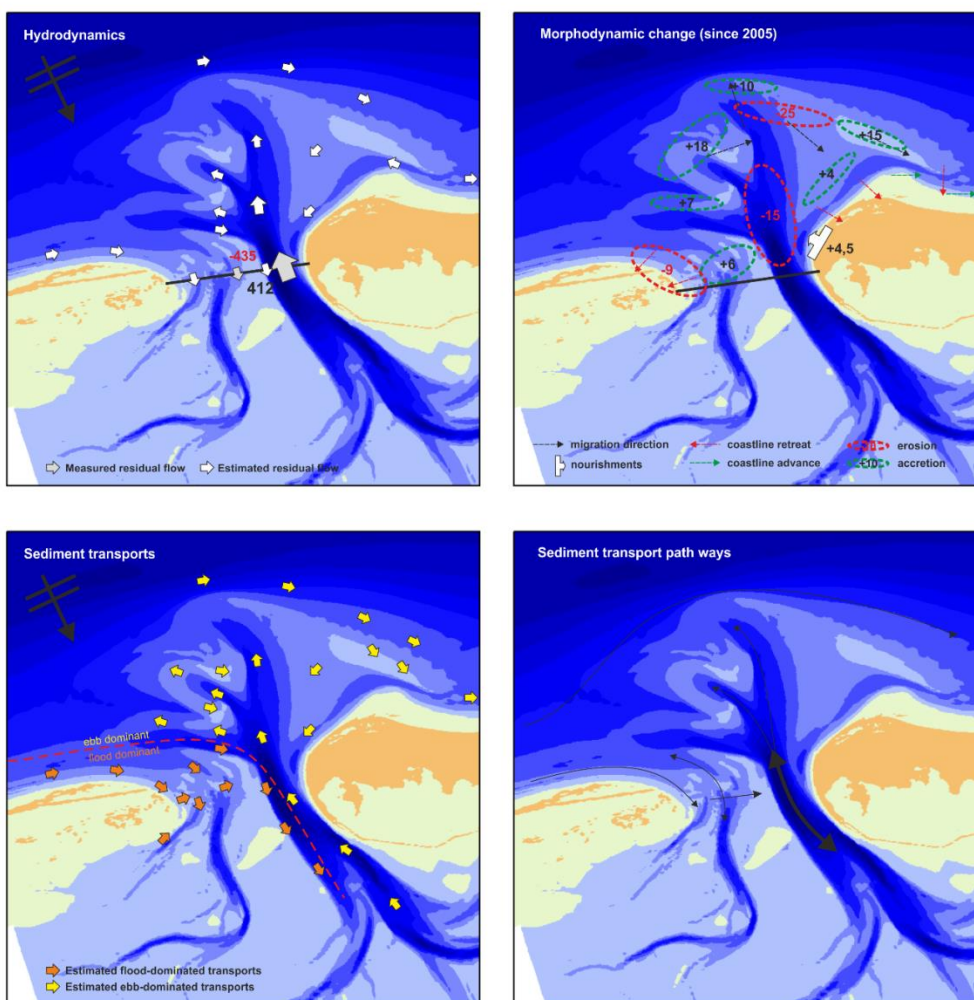 Hydrodynamics
-435
412
Measured residual flow
Estimated residual flow
Morphodynamic change (since 2005)
+10
-25
+18
+15
+4
+7
-15
+4,5
-9
+6
migration direction
coastline retreat
erosion
nourishments
coastline advance
+10
accretion
Sediment transports
ebb dominant
flood dominant
Estimated flood-dominated transports
Estimated ebb-dominated transports
Sediment transport path ways